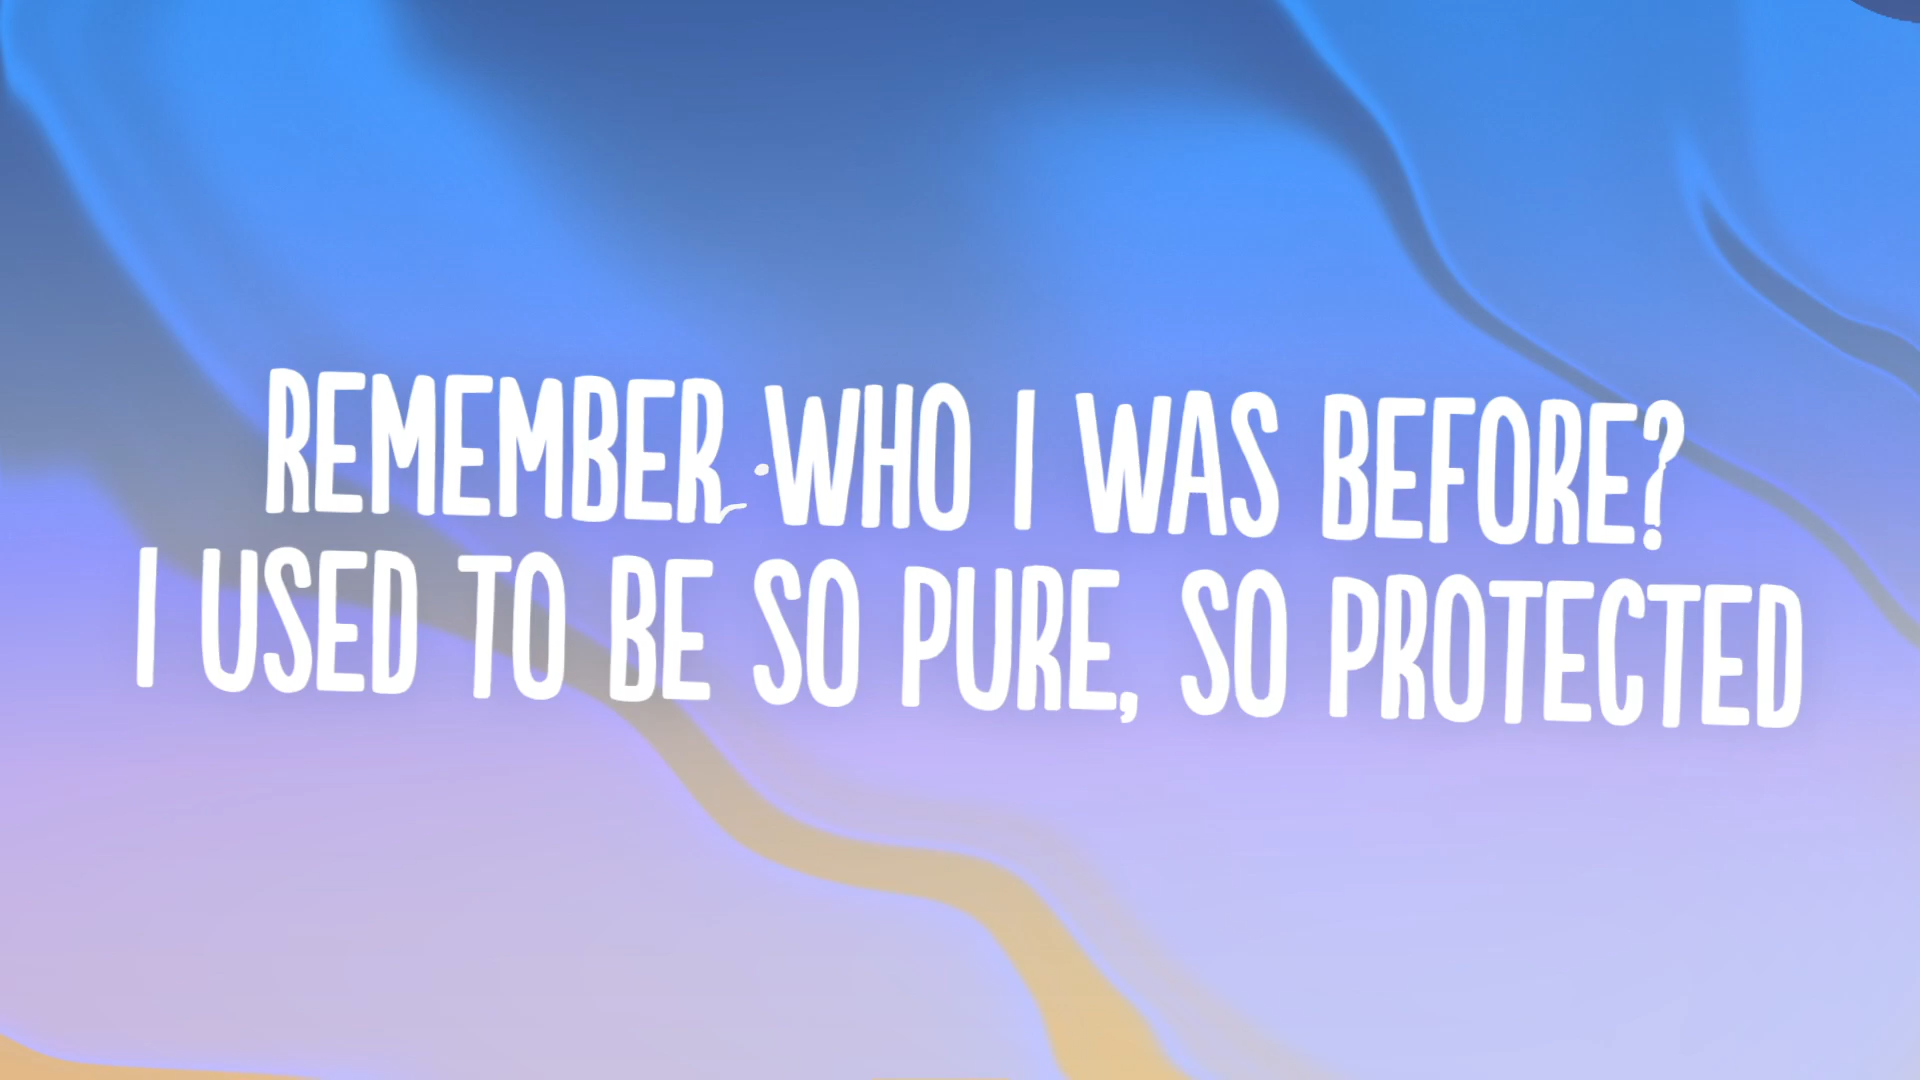 REMEMBER WHO I WAS BEFORE?
I USED TO BE SO PURE, SO PROTECTED